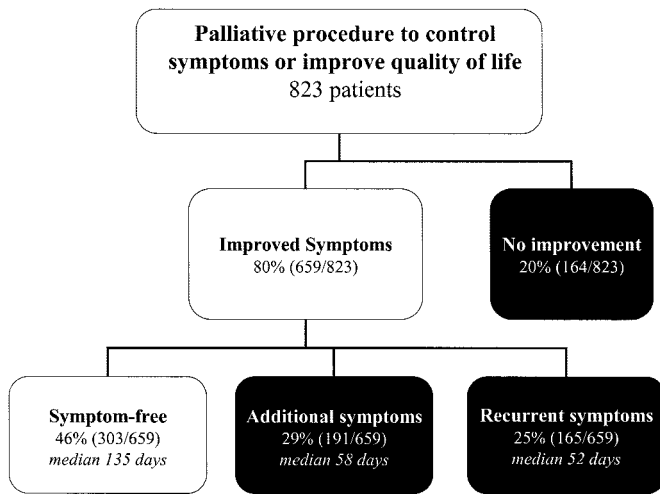 Palliative procedure to control
symptoms or improve quality of life
823 patients
Improved Symptoms
80% (659/823)
No improvement
20% (164/823)
Symptom-free
46% (303/659)
median 135 days
Additional symptoms
29% (191/659)
median 58 days
Recurrent symptoms
25% (165/659)
median 52 days